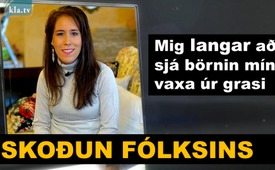 kla.tv
Mig langar að
sjá börnin mín
vaxa úr grasi
SKOÐUN FÓLKSINS